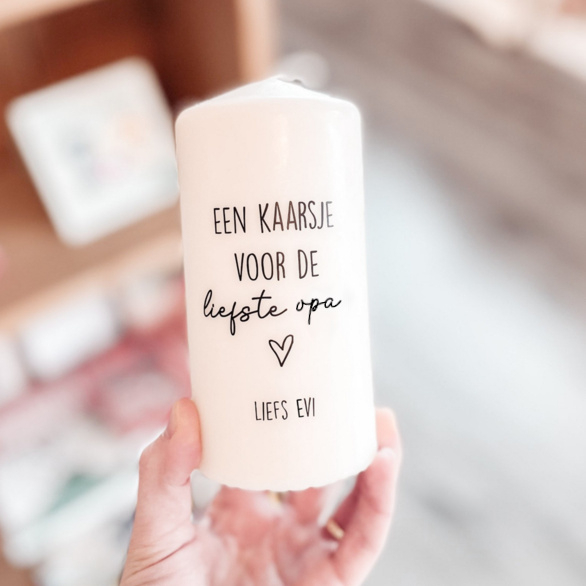 EEN KAARSJE
VOOR DE
liefste opa
LIEFS EVI